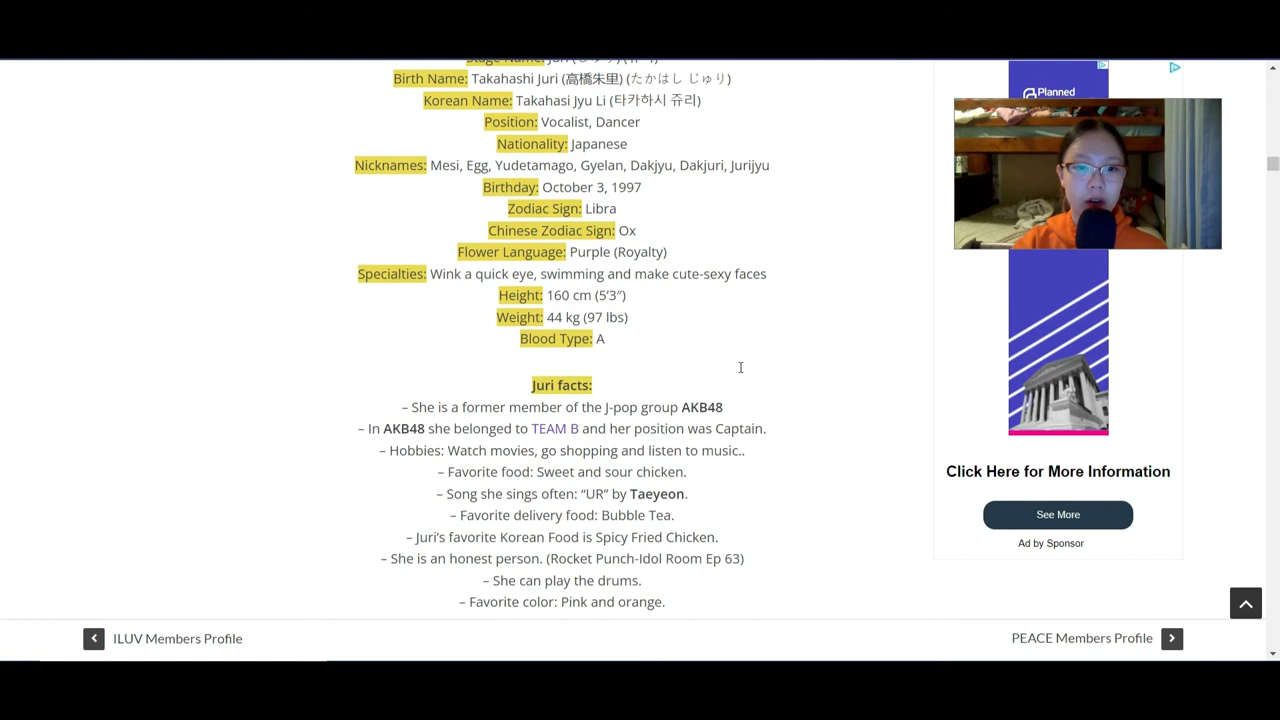 Stage Name: Juri
Birth Name: Takahashi Juri (高橋朱里) (たかはし じゅり)
Korean Name: Takahasi Jyu Li (타카하시 쥬리)
Position: Vocalist, Dancer
Nationality: Japanese
Nicknames: Mesi, Egg, Yudetamago, Gyelan, Dakjyu, Dakjuri, Jurijyu
Birthday: October 3, 1997
Zodiac Sign: Libra
Chinese Zodiac Sign: Ox
Flower Language: Purple (Royalty)
Specialties: Wink a quick eye, swimming and make cute-sexy faces
Height: 160 cm (5’3″)
Weight: 44 kg (97 lbs)
Blood Type: A
Juri facts:
– She is a former member of the J-pop group AKB48
– In AKB48 she belonged to TEAM B and her position was Captain.
– Hobbies: Watch movies, go shopping and listen to music..
– Favorite food: Sweet and sour chicken.
– Song she sings often: “UR” by Taeyeon.
– Favorite delivery food: Bubble Tea.
– Juri’s favorite Korean Food is Spicy Fried Chicken.
– She is an honest person. (Rocket Punch-Idol Room Ep 63)
– She can play the drums.
– Favorite color: Pink and orange.
Planned
Click Here for More Information
See More
Ad by Sponsor
ILUV Members Profile
PEACE Members Profile